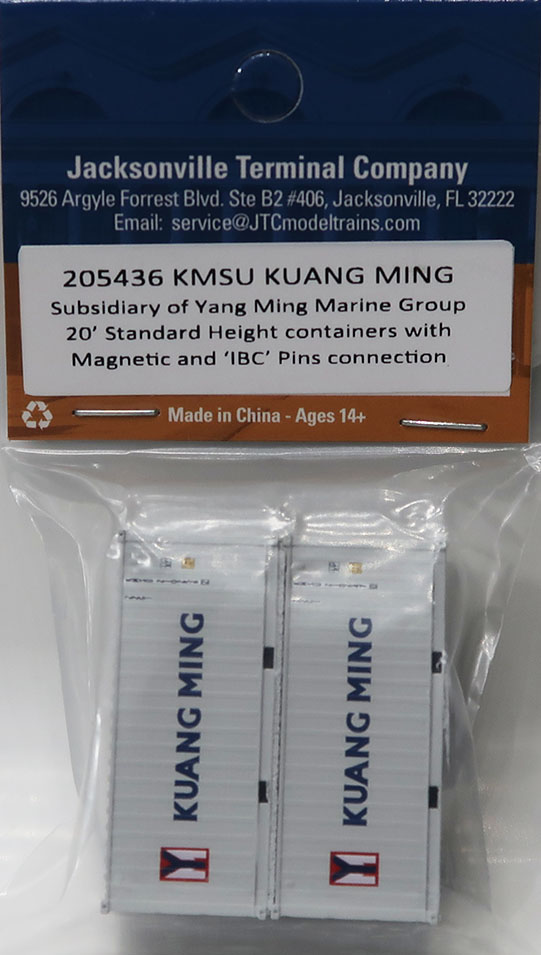 Jacksonville Terminal Company
9526 Argyle Forrest Blvd. Ste B2 #406, Jacksonville, FL 32222
Email: service@JTCmodeltrains.com
205436 KMSU KUANG MING
Subsidiary of Yang Ming Marine Group
20' Standard Height containers with
Magnetic and 'IBC' Pins connection
Made in China - Ages 14+
KUANG MING
KUANG MING
Y
Y